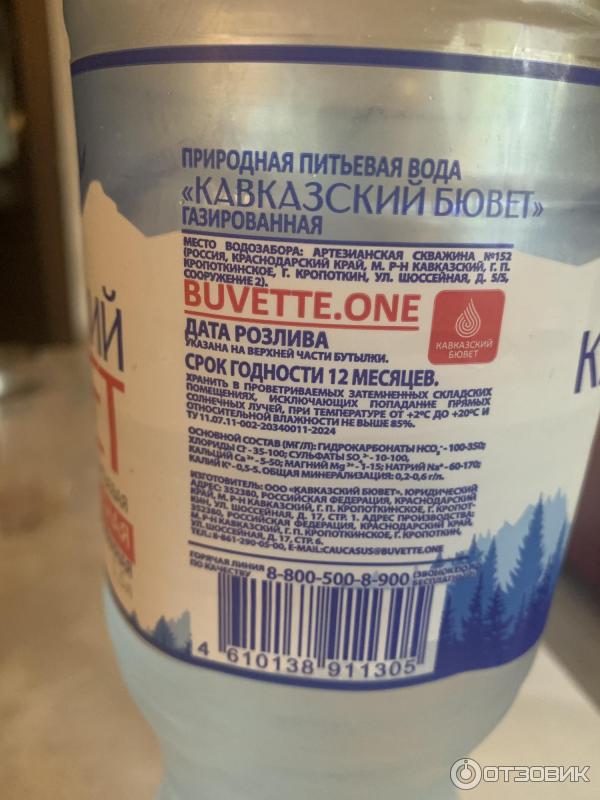 ПРИРОДНАЯ ПИТЬЕВАЯ ВОДА
«КАВКАЗСКИЙ БЮВЕТ»
ГАЗИРОВАННАЯ
МЕСТО ВОДОЗАБОРА: АРТЕЗИАНСКАЯ СКВАЖИНА №152
(РОССИЯ, КРАСНОДАРСКИЙ КРАЙ, М. Р-Н КАВКАЗСКИЙ, Г. П.
КРОПОТКИНСКОЕ, Г. КРОПОТКИН, УЛ. ШОССЕЙНАЯ, Д. 5/5,
СООРУЖЕНИЕ 2).
BUVETTE.ONE
КАВКАЗСКИЙ
БЮВЕТ
ДАТА РОЗЛИВА
УКАЗАНА НА ВЕРХНЕЙ ЧАСТИ БУТЫЛКИ.
СРОК ГОДНОСТИ 12 МЕСЯЦЕВ.
ХРАНИТЬ В ПРОВЕТРИВАЕМЫХ ЗАТЕМНЕННЫХ СКЛАДСКИХ
ПОМЕЩЕНИЯХ, ИСКЛЮЧАЮЩИХ ПОПАДАНИЕ ПРЯМЫХ
СОЛНЕЧНЫХ ЛУЧЕЙ, ПРИ ТЕМПЕРАТУРЕ ОТ +2°С ДО +20°С И
ОТНОСИТЕЛЬНОЙ ВЛАЖНОСТИ НЕ ВЫШЕ 85%.
ТУ 11.07.11-002-20340011-2024
ОСНОВНОЙ СОСТАВ (МГ/Л): ГИДРОКАРБОНАТЫ HCO₃⁻ - 100-350;
ХЛОРИДЫ Cl⁻ - 35-100; СУЛЬФАТЫ SO₄²⁻ - 10-100,
КАЛЬЦИЙ Ca²⁺ - 5-50; МАГНИЙ Mg²⁺ - 1-15; НАТРИЙ Na⁺ - 60-170;
КАЛИЙ K⁺ - 0,5-5. ОБЩАЯ МИНЕРАЛИЗАЦИЯ: 0,2-0,6 г/л.
ИЗГОТОВИТЕЛЬ: ООО «КАВКАЗСКИЙ БЮВЕТ». ЮРИДИЧЕСКИЙ
АДРЕС: 352380, РОССИЙСКАЯ ФЕДЕРАЦИЯ, КРАСНОДАРСКИЙ
КРАЙ, М. Р-Н КАВКАЗСКИЙ, Г. П. КРОПОТКИНСКОЕ, Г. КРОПОТ-
КИН, УЛ. ШОССЕЙНАЯ, Д. 17, СТР. 1. АДРЕС ПРОИЗВОДСТВА:
352380, РОССИЙСКАЯ ФЕДЕРАЦИЯ, КРАСНОДАРСКИЙ КРАЙ,
М. Р-Н КАВКАЗСКИЙ, Г. П. КРОПОТКИНСКОЕ, Г. КРОПОТКИН,
УЛ. ШОССЕЙНАЯ, Д. 17, СТР. 6.
ТЕЛ.: 8-861-290-05-00, E-MAIL:CAUCASUS@BUVETTE.ONE
ГОРЯЧАЯ ЛИНИЯ
ПО КАЧЕСТВУ 8-800-500-8-900
4 610138 911305
ОТЗОВИК